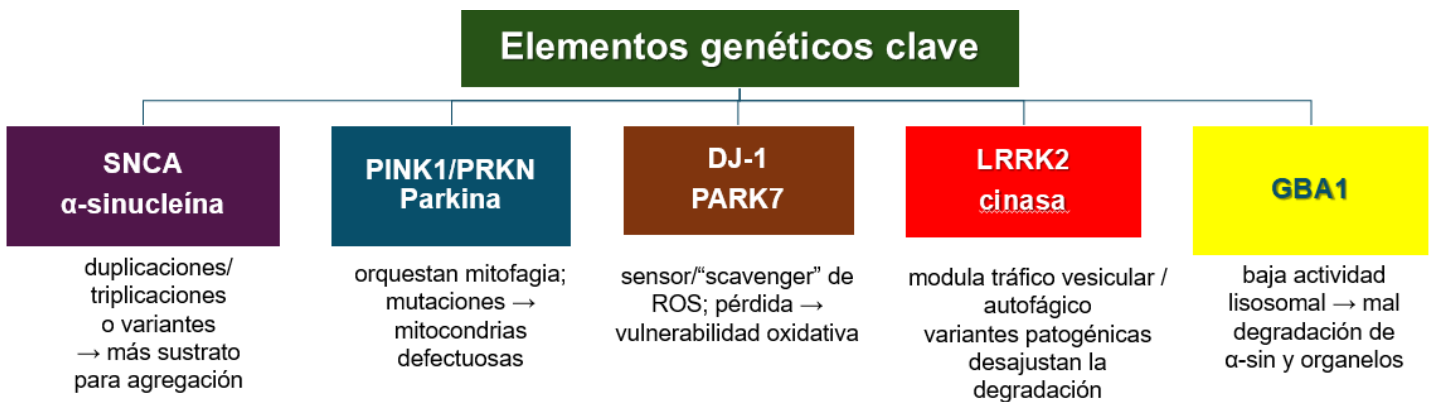 Elementos genéticos clave
SNCA
α-sinucleína
duplicaciones/
triplicaciones
o variantes
→ más sustrato
para agregación
PINK1/PRKN
Parkina
orquestan mitofagia;
mutaciones →
mitocondrias
defectuosas
DJ-1
PARK7
sensor/“scavenger” de
ROS; pérdida →
vulnerabilidad oxidativa
LRRK2
cinasa
modula tráfico vesicular /
autofágico
variantes patogénicas
desajustan la
degradación
GBA1
baja actividad
lisosomal → mal
degradación de
α-sin y organelos